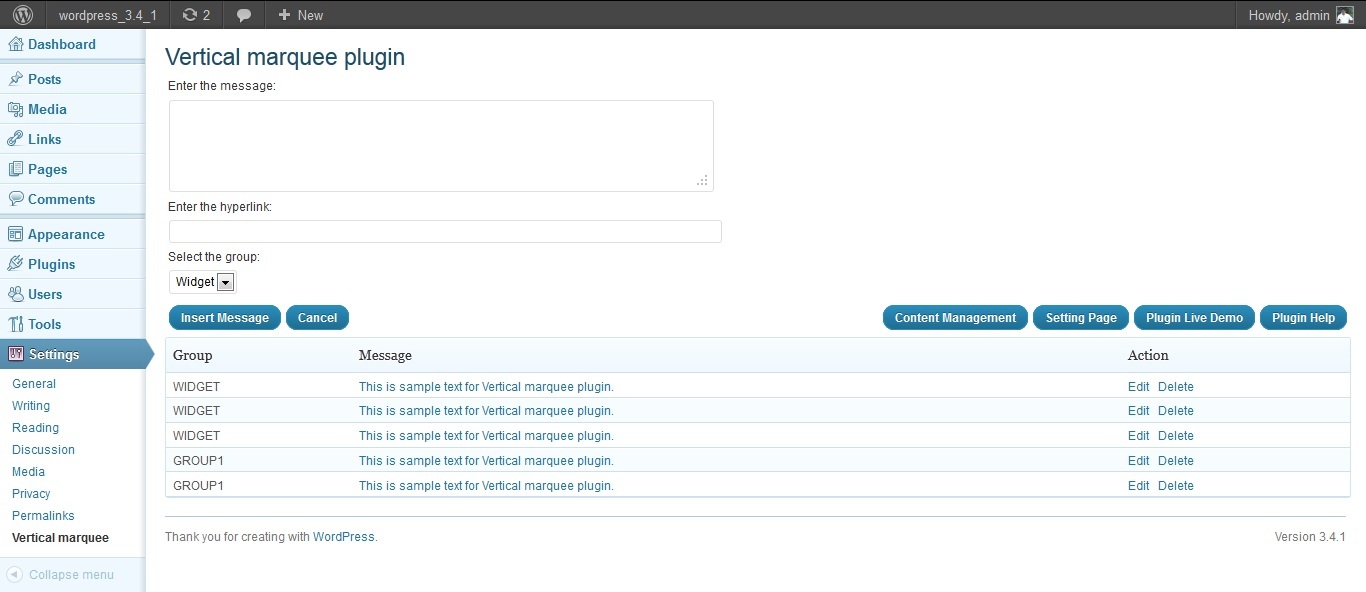 wordpress_3.4_1 2 New Howdy, admin
Dashboard
Posts
Media
Links
Pages
Comments
Appearance
Plugins
Users
Tools
Settings
General
Writing
Reading
Discussion
Media
Privacy
Permalinks
Vertical marquee
Collapse menu
Vertical marquee plugin
Enter the message:
Enter the hyperlink:
Select the group:
Widget
Insert Message Cancel Content Management Setting Page Plugin Live Demo Plugin Help
Group Message Action
WIDGET This is sample text for Vertical marquee plugin. Edit Delete
WIDGET This is sample text for Vertical marquee plugin. Edit Delete
WIDGET This is sample text for Vertical marquee plugin. Edit Delete
GROUP1 This is sample text for Vertical marquee plugin. Edit Delete
GROUP1 This is sample text for Vertical marquee plugin. Edit Delete
Thank you for creating with WordPress. Version 3.4.1